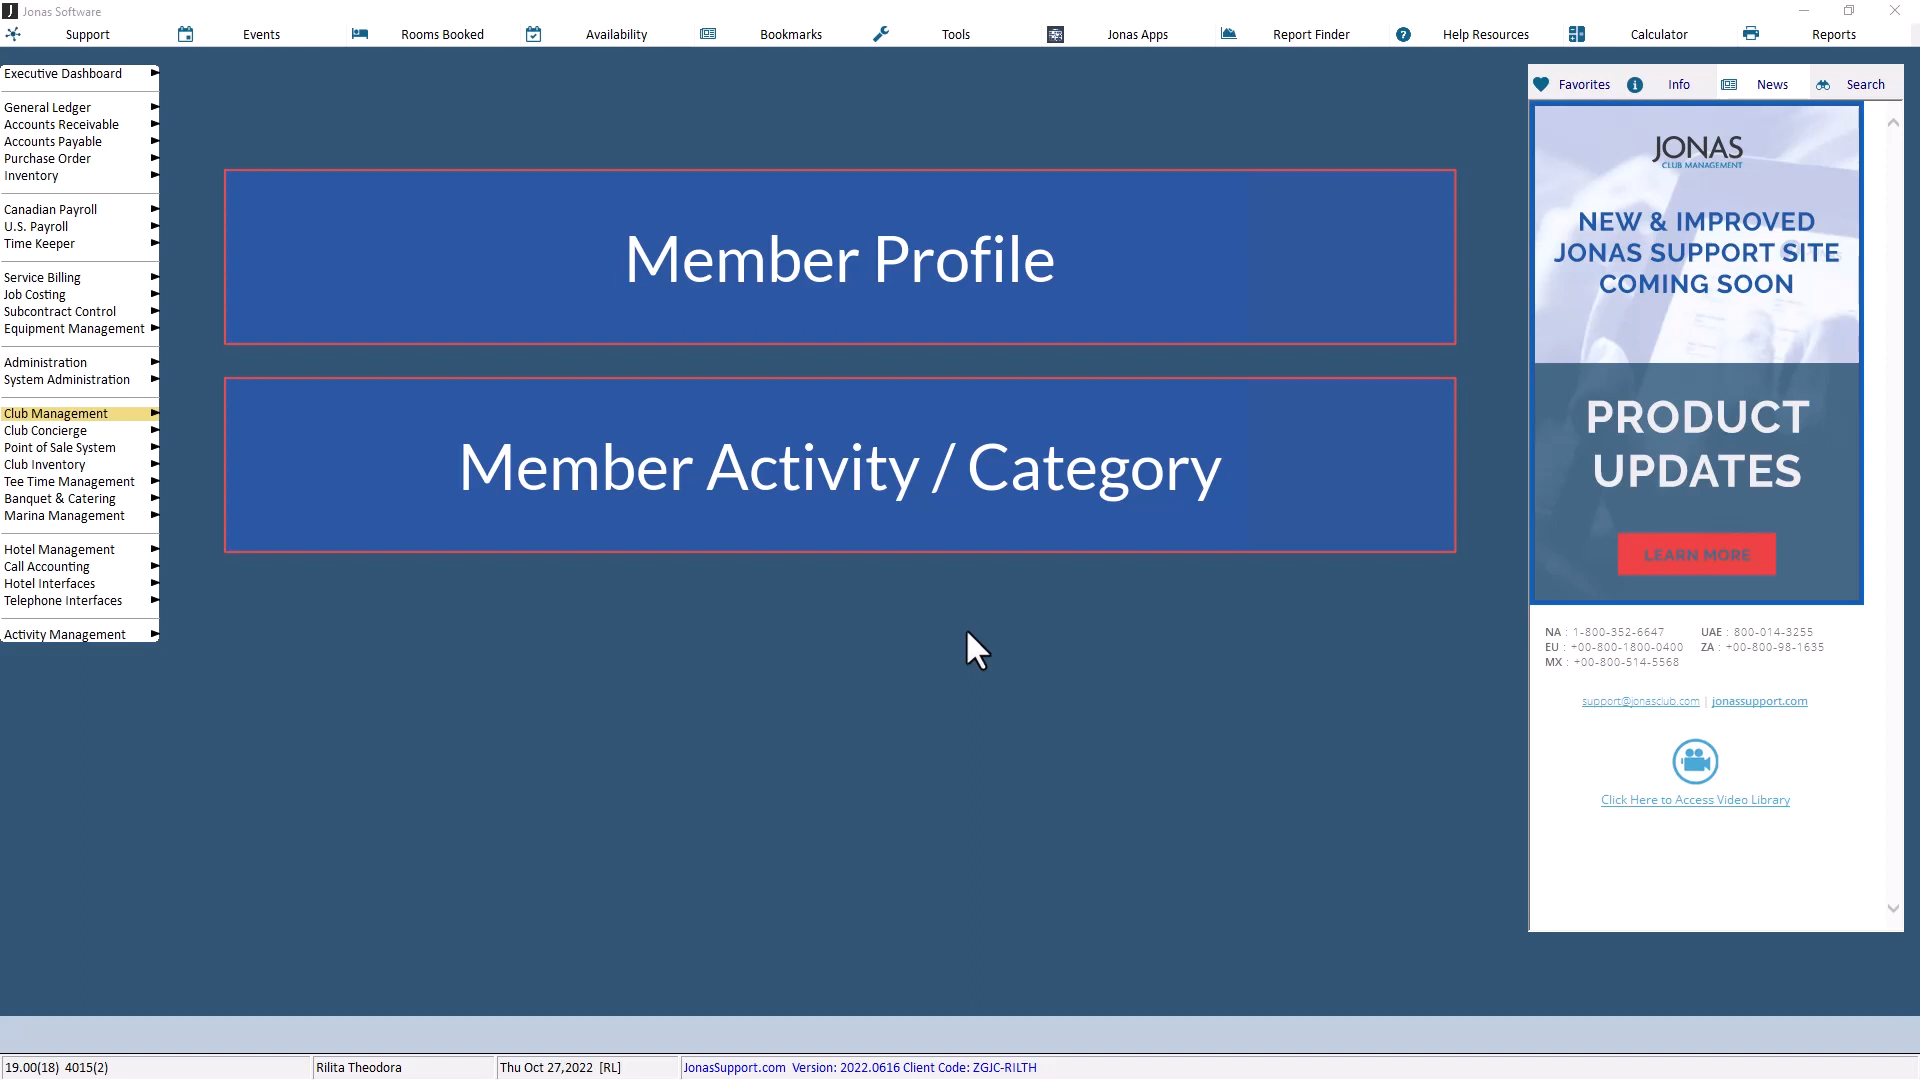 Jonas Software
Support Events Rooms Booked Availability Bookmarks Tools Jonas Apps Report Finder Help Resources Calculator Reports
Executive Dashboard
General Ledger
Accounts Receivable
Accounts Payable
Purchase Order
Inventory
Canadian Payroll
U.S. Payroll
Time Keeper
Service Billing
Job Costing
Subcontract Control
Equipment Management
Administration
System Administration
Club Management
Club Concierge
Point of Sale System
Club Inventory
Tee Time Management
Banquet & Catering
Marina Management
Hotel Management
Call Accounting
Hotel Interfaces
Telephone Interfaces
Activity Management
Member Profile
Member Activity / Category
Favorites Info News Search
JONAS
CLUB MANAGEMENT
NEW & IMPROVED
JONAS SUPPORT SITE
COMING SOON
PRODUCT
UPDATES
LEARN MORE
NA : 1-800-352-6647 UAE : 800-014-3255
EU : +00-800-1800-0400 ZA : +00-800-98-1635
MX : +00-800-514-5568
support@jonasclub.com | jonassupport.com
Click Here to Access Video Library
19.00(18) 4015(2) Rilita Theodora Thu Oct 27,2022 [RL] JonasSupport.com Version: 2022.0616 Client Code: ZGJC-RILTH